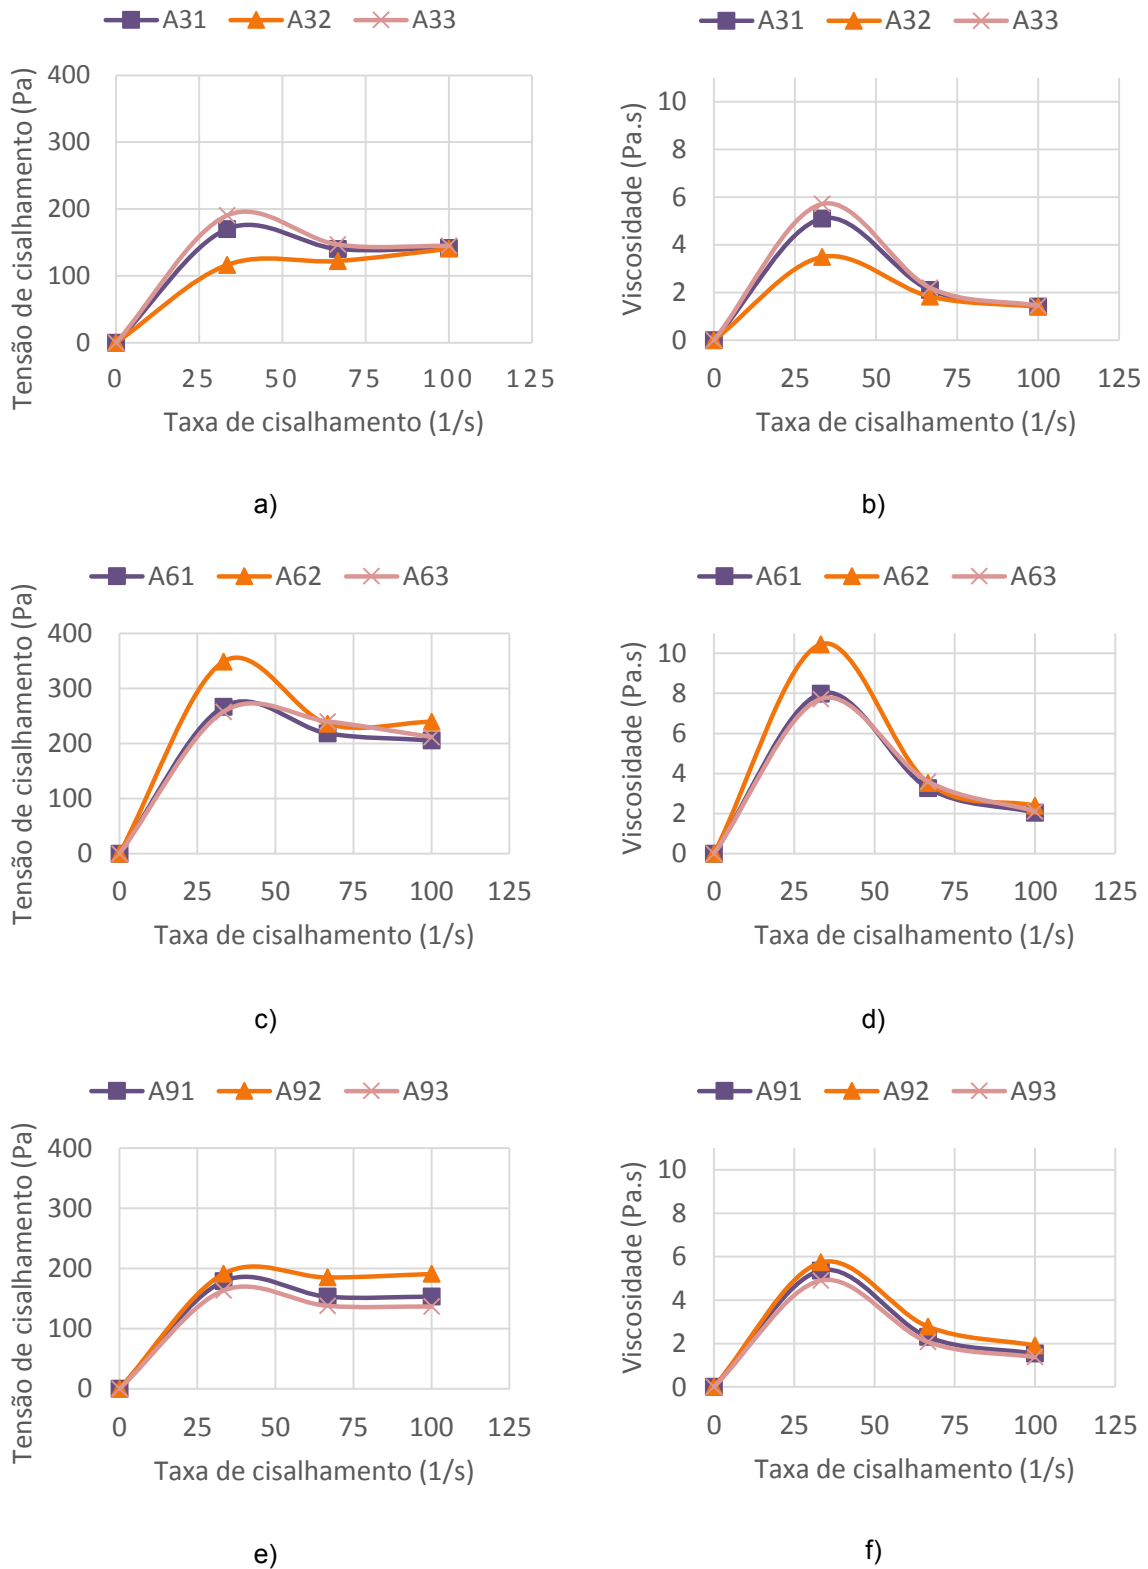 A31 A32 A33
Tensão de cisalhamento (Pa)
400
300
200
100
0
0 25 50 75 100 125
Taxa de cisalhamento (1/s)
a)
A31 A32 A33
Viscosidade (Pa.s)
10
8
6
4
2
0
0 25 50 75 100 125
Taxa de cisalhamento (1/s)
b)
A61 A62 A63
Tensão de cisalhamento (Pa)
400
300
200
100
0
0 25 50 75 100 125
Taxa de cisalhamento (1/s)
c)
A61 A62 A63
Viscosidade (Pa.s)
10
8
6
4
2
0
0 25 50 75 100 125
Taxa de cisalhamento (1/s)
d)
A91 A92 A93
Tensão de cisalhamento (Pa)
400
300
200
100
0
0 25 50 75 100 125
Taxa de cisalhamento (1/s)
e)
A91 A92 A93
Viscosidade (Pa.s)
10
8
6
4
2
0
0 25 50 75 100 125
Taxa de cisalhamento (1/s)
f)